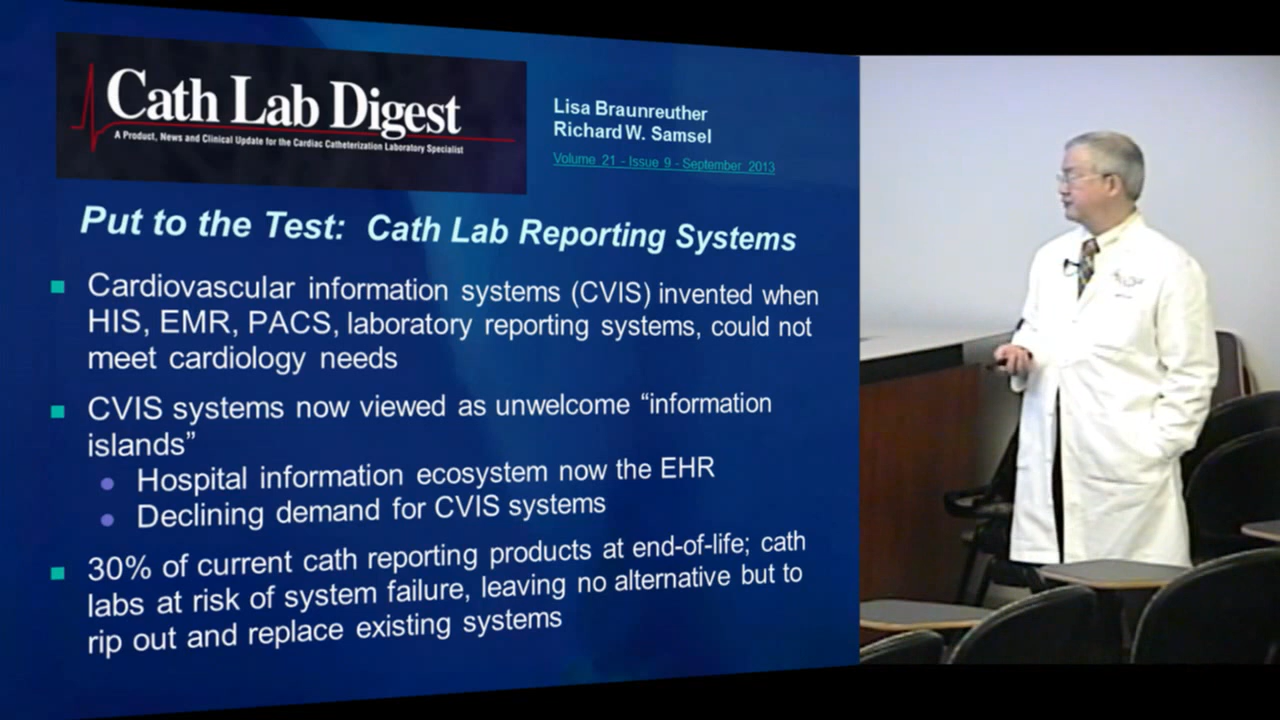 Cath Lab Digest
A Product, News and Clinical Update for the Cardiac Catheterization Laboratory Specialist
Lisa Braunreuther
Richard W. Samsel
Volume 21 - Issue 9 - September 2013
Put to the Test: Cath Lab Reporting Systems
Cardiovascular information systems (CVIS) invented when
HIS, EMR, PACS, laboratory reporting systems, could not
meet cardiology needs
CVIS systems now viewed as unwelcome “information
islands”
Hospital information ecosystem now the EHR
Declining demand for CVIS systems
30% of current cath reporting products at end-of-life; cath
labs at risk of system failure, leaving no alternative but to
rip out and replace existing systems